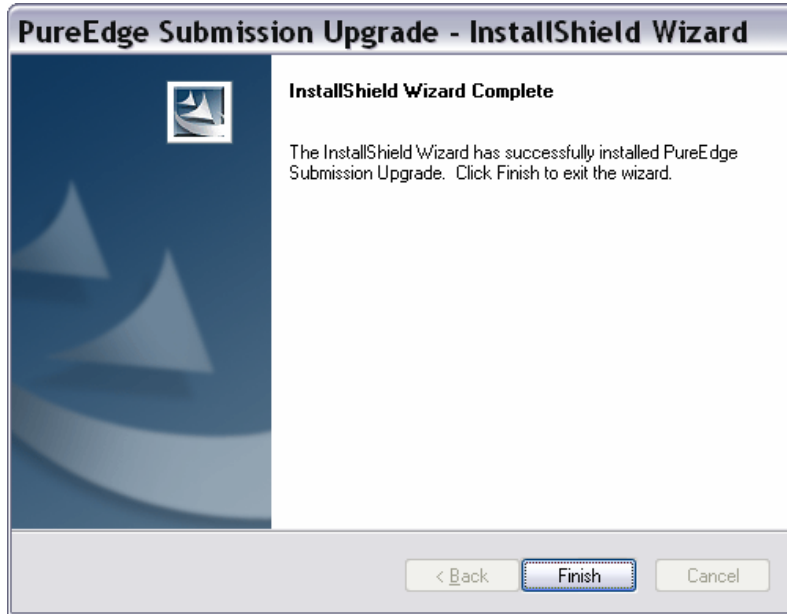 PureEdge Submission Upgrade - InstallShield Wizard
InstallShield Wizard Complete
The InstallShield Wizard has successfully installed PureEdge
Submission Upgrade. Click Finish to exit the wizard.
< Back
Finish
Cancel